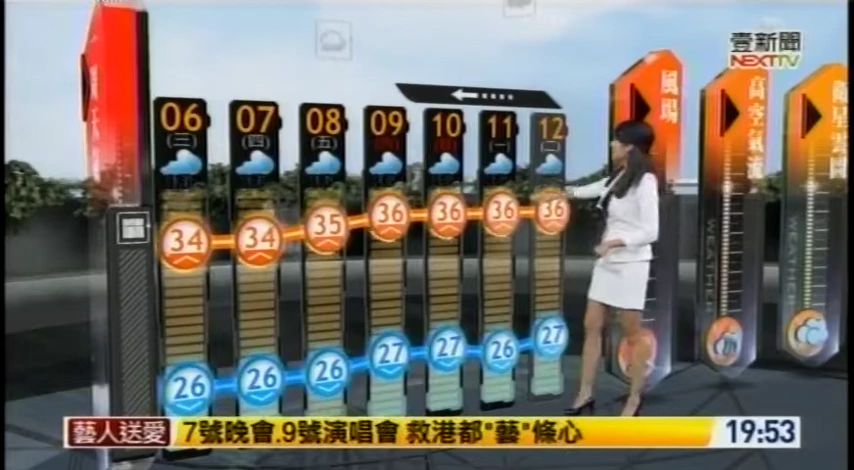 壹新聞
NEXTTV
06 07 08 09 10 11 12
(三) (四) (五) (一) (二)
風場
高空氣流
衛星雲圖
34 34 35 36 36 36 36
WEATHER
WEATHER
26 26 26 27 27 26 27
藝人送愛
7號晚會.9號演唱會 救港都"藝"條心
19:53